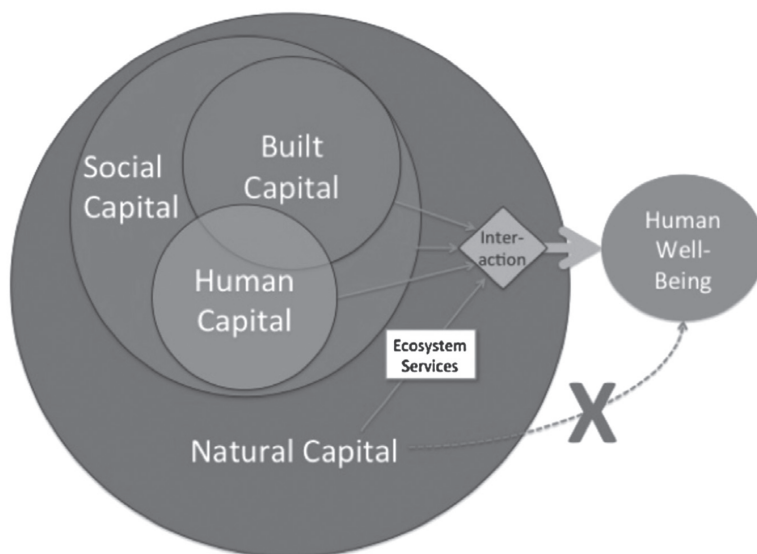 Social
Capital
Built
Capital
Human
Capital
Inter-
action
Human
Well-
Being
Ecosystem
Services
Natural Capital
X